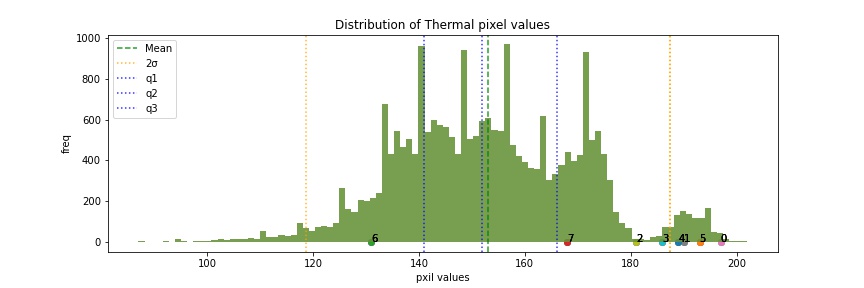 Distribution of Thermal pixel values
1000
800
600
400
200
0
freq
Mean
2σ
q1
q2
q3
6 7 2 3 4 1 5 0
100 120 140 160 180 200
pxil values